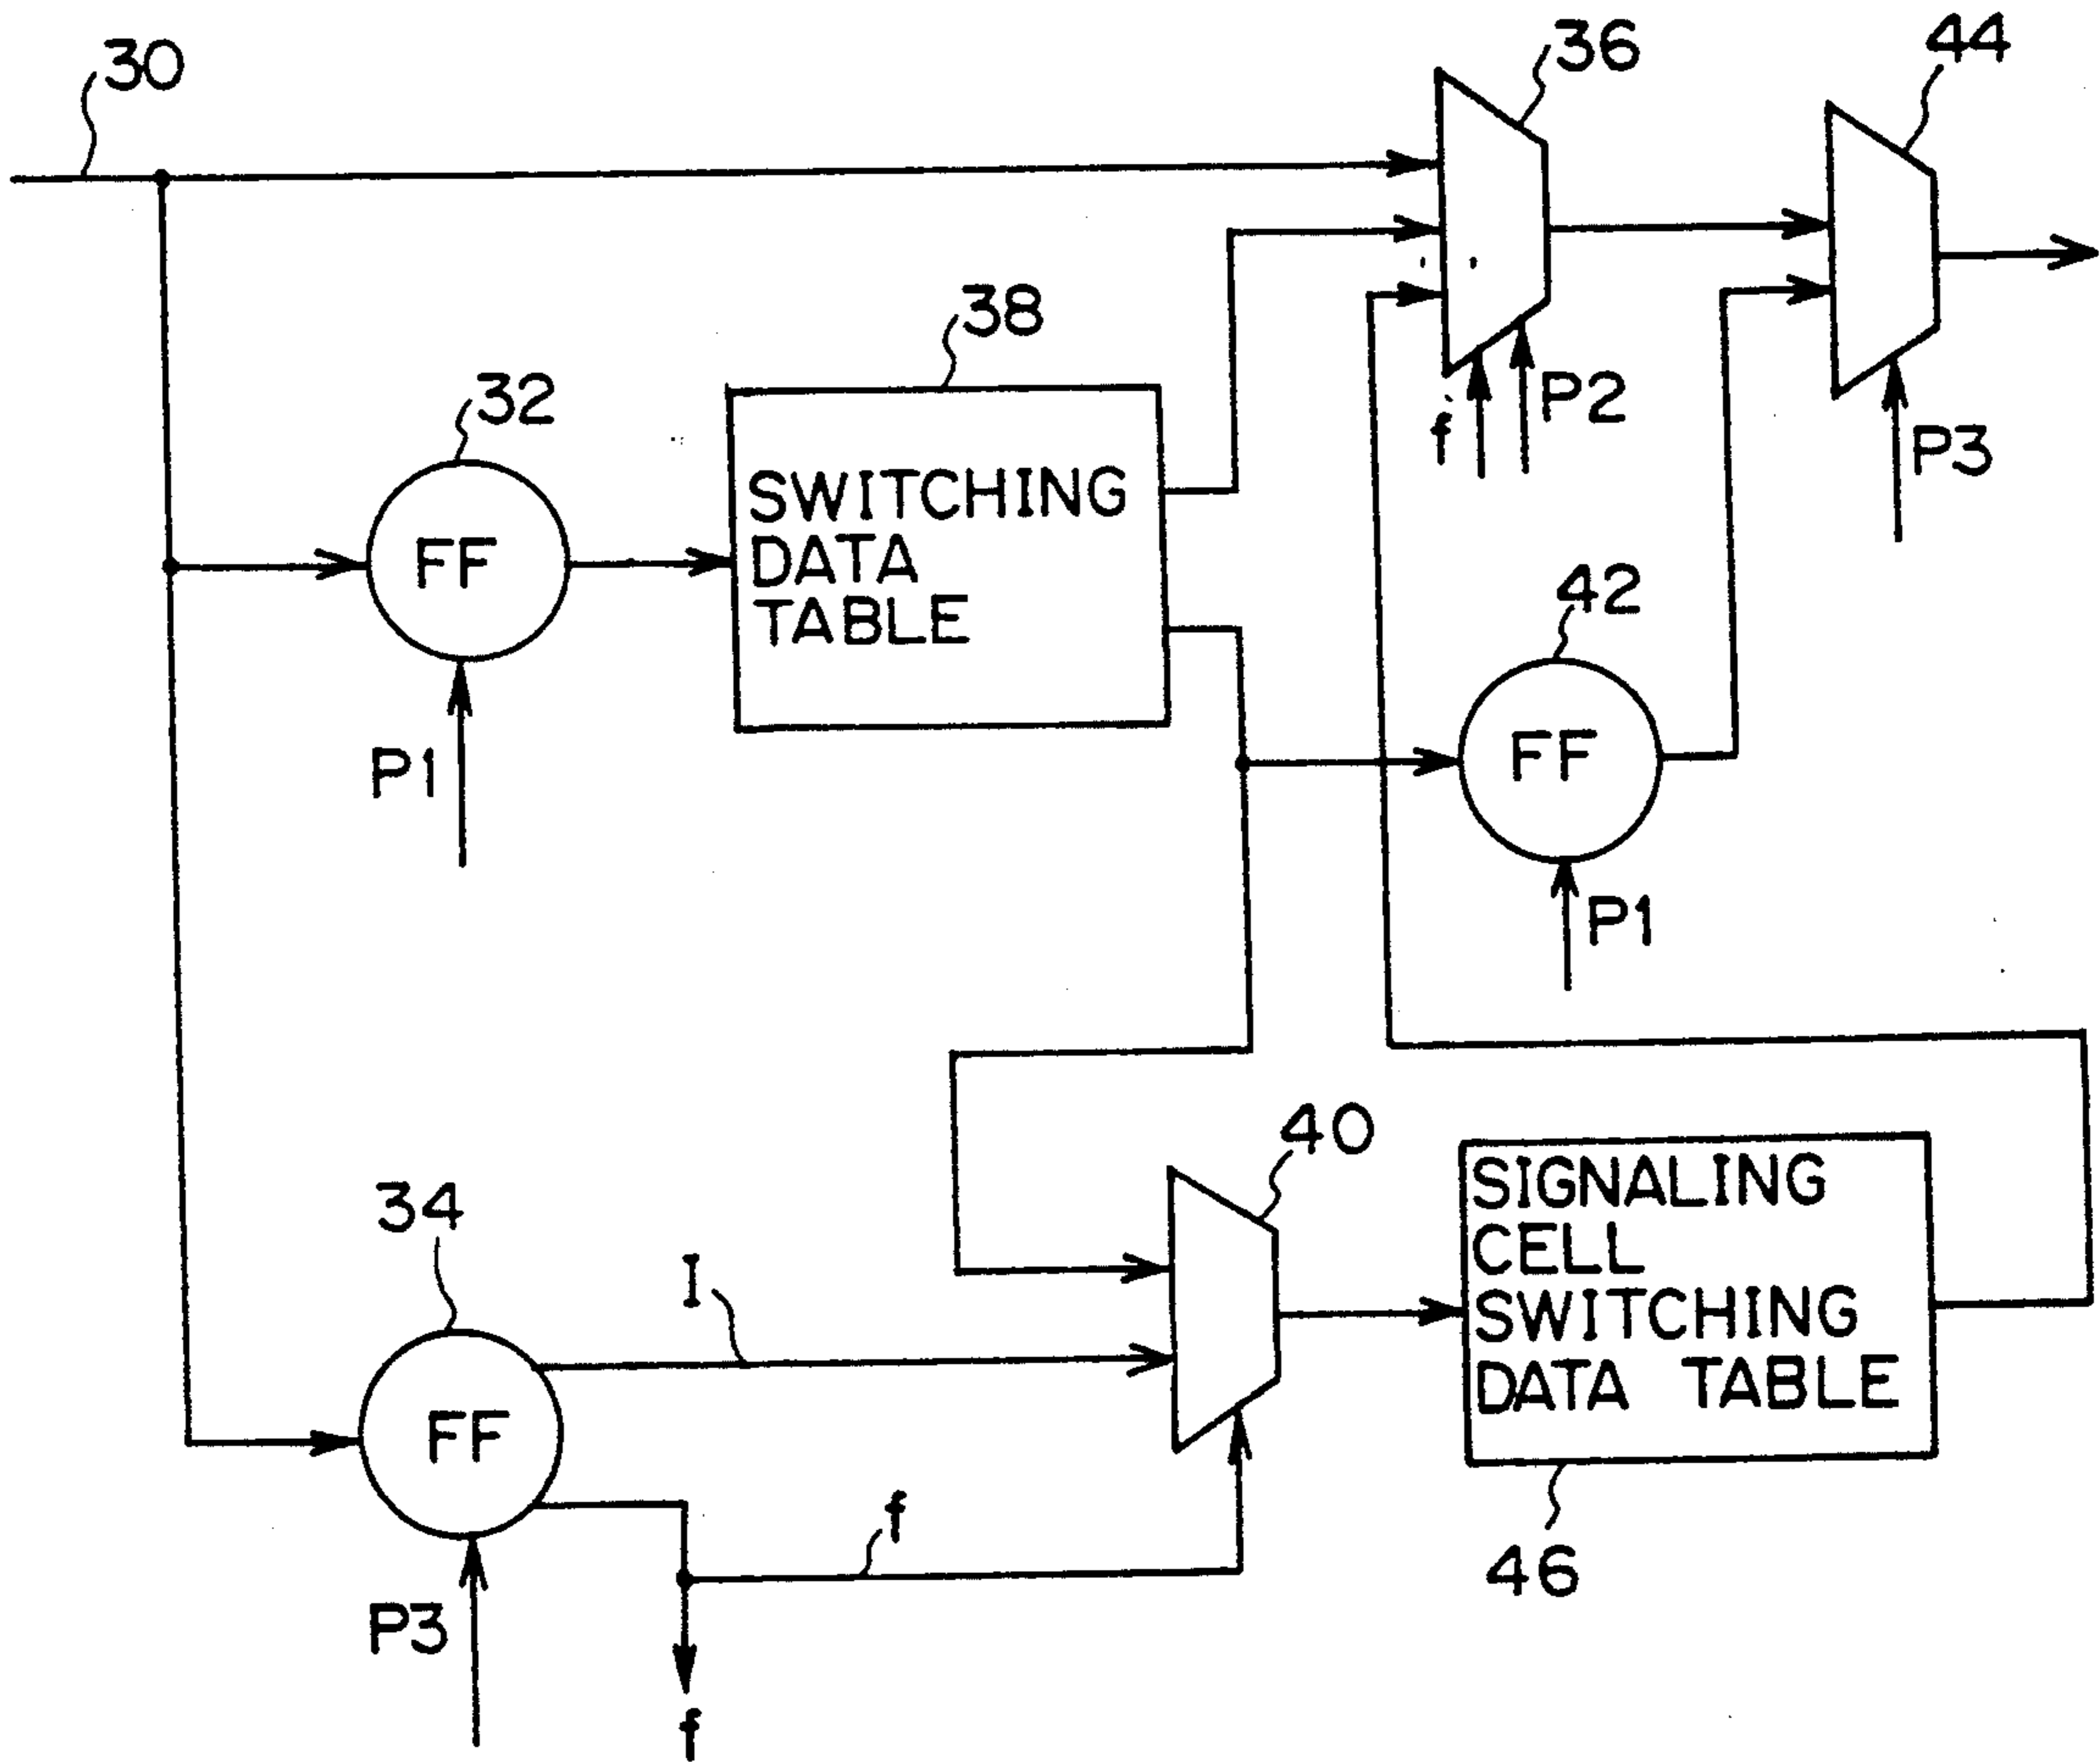 30
36
44
38
32
P2
f
P3
SWITCHING
DATA
TABLE
FF
42
P1
FF
P1
40
34
I
SIGNALING
CELL
SWITCHING
DATA TABLE
FF
f
46
P3
f